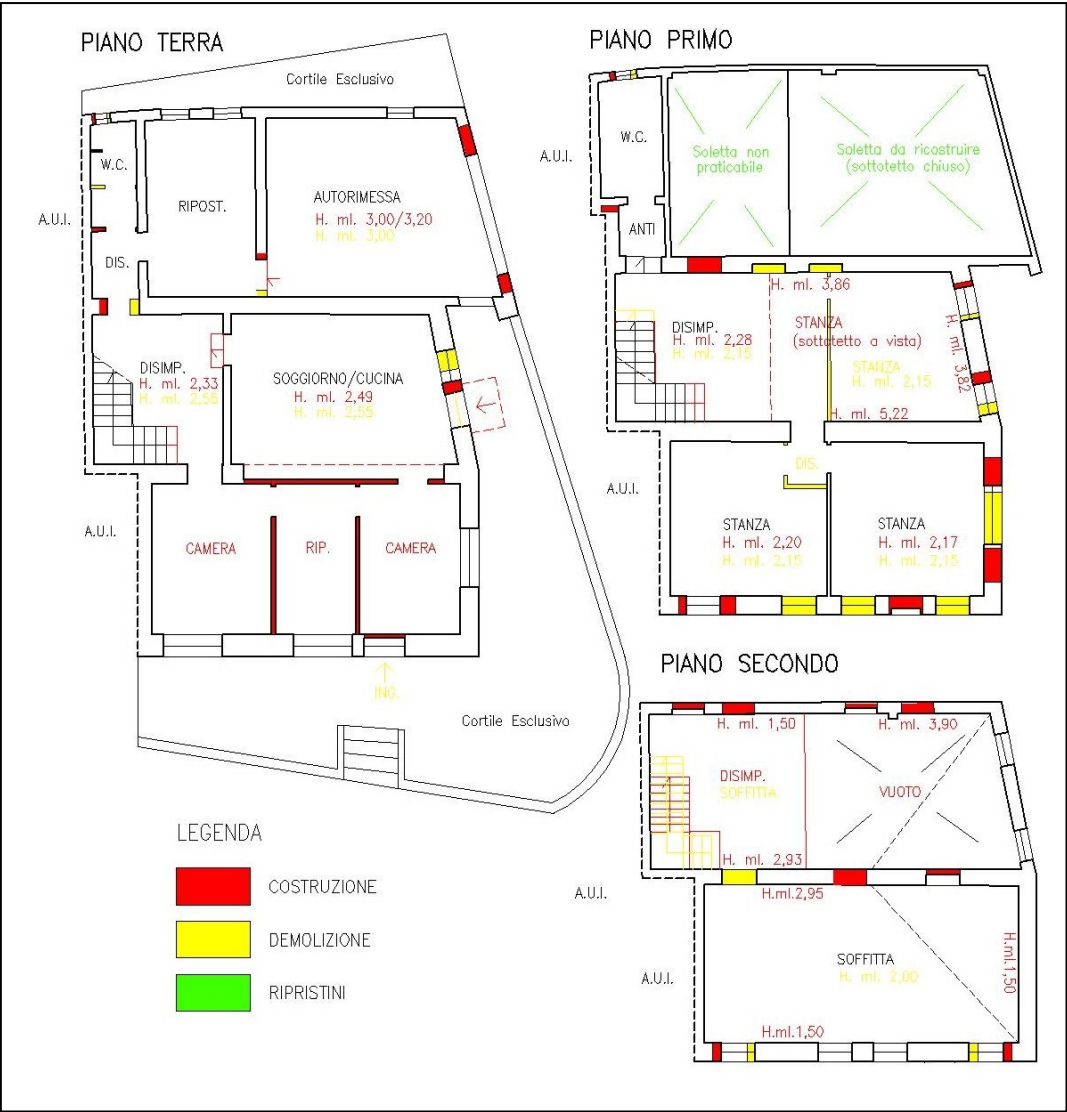 PIANO TERRA
Cortile Esclusivo
W.C.
A.U.I.
RIPOST.
AUTORIMESSA
H. ml. 3,00/3,20
H. ml. 3,00
DIS.
DISIMP.
H. ml. 2,33
H. ml. 2,55
SOGGIORNO/CUCINA
H. ml. 2,49
H. ml. 2,55
A.U.I.
CAMERA
RIP.
CAMERA
ING.
Cortile Esclusivo
PIANO PRIMO
A.U.I.
W.C.
Soletta non
praticabile
Soletta da ricostruire
(sottotetto chiuso)
ANTI
H. ml. 3,86
DISIMP.
H. ml. 2,28
H. ml. 2,15
STANZA
(sottotetto a vista)
STANZA
H. ml. 2,15
H. ml. 3,82
H. ml. 5,22
DIS.
A.U.I.
STANZA
H. ml. 2,20
H. ml. 2,15
STANZA
H. ml. 2,17
H. ml. 2,15
PIANO SECONDO
H. ml. 1,50
H. ml. 3,90
DISIMP.
SOFFITTA
VUOTO
H. ml. 2,93
A.U.I.
H.ml.2,95
SOFFITTA
H. ml. 2,00
H.ml.1,50
A.U.I.
H.ml.1,50
LEGENDA
COSTRUZIONE
DEMOLIZIONE
RIPRISTINI